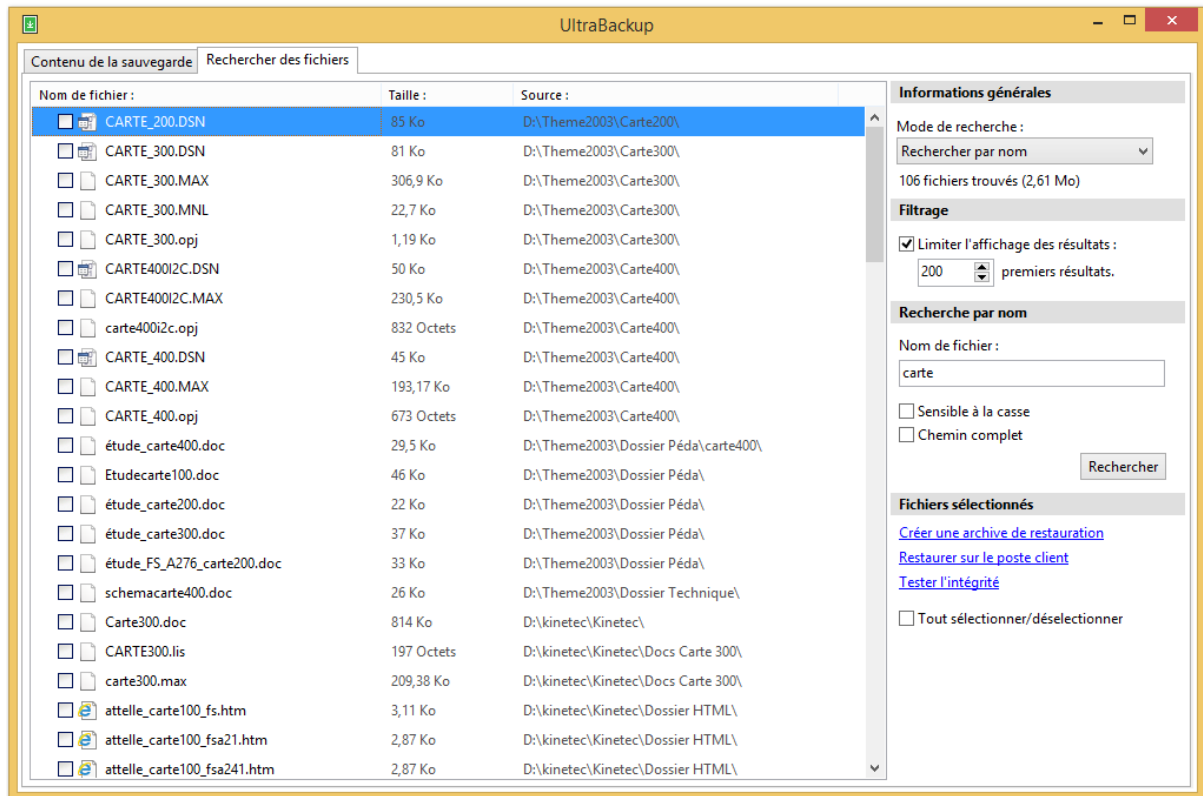 UltraBackup
Contenu de la sauvegarde Rechercher des fichiers
Nom de fichier : Taille : Source :
CARTE_200.DSN 85 Ko D:\Theme2003\Carte200\
CARTE_300.DSN 81 Ko D:\Theme2003\Carte300\
CARTE_300.MAX 306,9 Ko D:\Theme2003\Carte300\
CARTE_300.MNL 22,7 Ko D:\Theme2003\Carte300\
CARTE_300.opj 1,19 Ko D:\Theme2003\Carte300\
CARTE400I2C.DSN 50 Ko D:\Theme2003\Carte400\
CARTE400I2C.MAX 230,5 Ko D:\Theme2003\Carte400\
carte400i2c.opj 832 Octets D:\Theme2003\Carte400\
CARTE_400.DSN 45 Ko D:\Theme2003\Carte400\
CARTE_400.MAX 193,17 Ko D:\Theme2003\Carte400\
CARTE_400.opj 673 Octets D:\Theme2003\Carte400\
étude_carte400.doc 29,5 Ko D:\Theme2003\Dossier Péda\carte400\
Etudecarte100.doc 46 Ko D:\Theme2003\Dossier Péda\
étude_carte200.doc 22 Ko D:\Theme2003\Dossier Péda\
étude_carte300.doc 37 Ko D:\Theme2003\Dossier Péda\
étude_FS_A276_carte200.doc 33 Ko D:\Theme2003\Dossier Péda\
schemacarte400.doc 26 Ko D:\Theme2003\Dossier Technique\
Carte300.doc 814 Ko D:\kinetec\Kinetec\
CARTE300.lis 197 Octets D:\kinetec\Kinetec\Docs Carte 300\
carte300.max 209,38 Ko D:\kinetec\Kinetec\Docs Carte 300\
attelle_carte100_fs.htm 3,11 Ko D:\kinetec\Kinetec\Dossier HTML\
attelle_carte100_fsa21.htm 2,87 Ko D:\kinetec\Kinetec\Dossier HTML\
attelle_carte100_fsa241.htm 2,87 Ko D:\kinetec\Kinetec\Dossier HTML\
Informations générales
Mode de recherche :
Rechercher par nom
106 fichiers trouvés (2,61 Mo)
Filtrage
Limiter l'affichage des résultats :
200 premiers résultats.
Recherche par nom
Nom de fichier :
carte
Sensible à la casse
Chemin complet
Rechercher
Fichiers sélectionnés
Créer une archive de restauration
Restaurer sur le poste client
Tester l'intégrité
Tout sélectionner/déselectionner